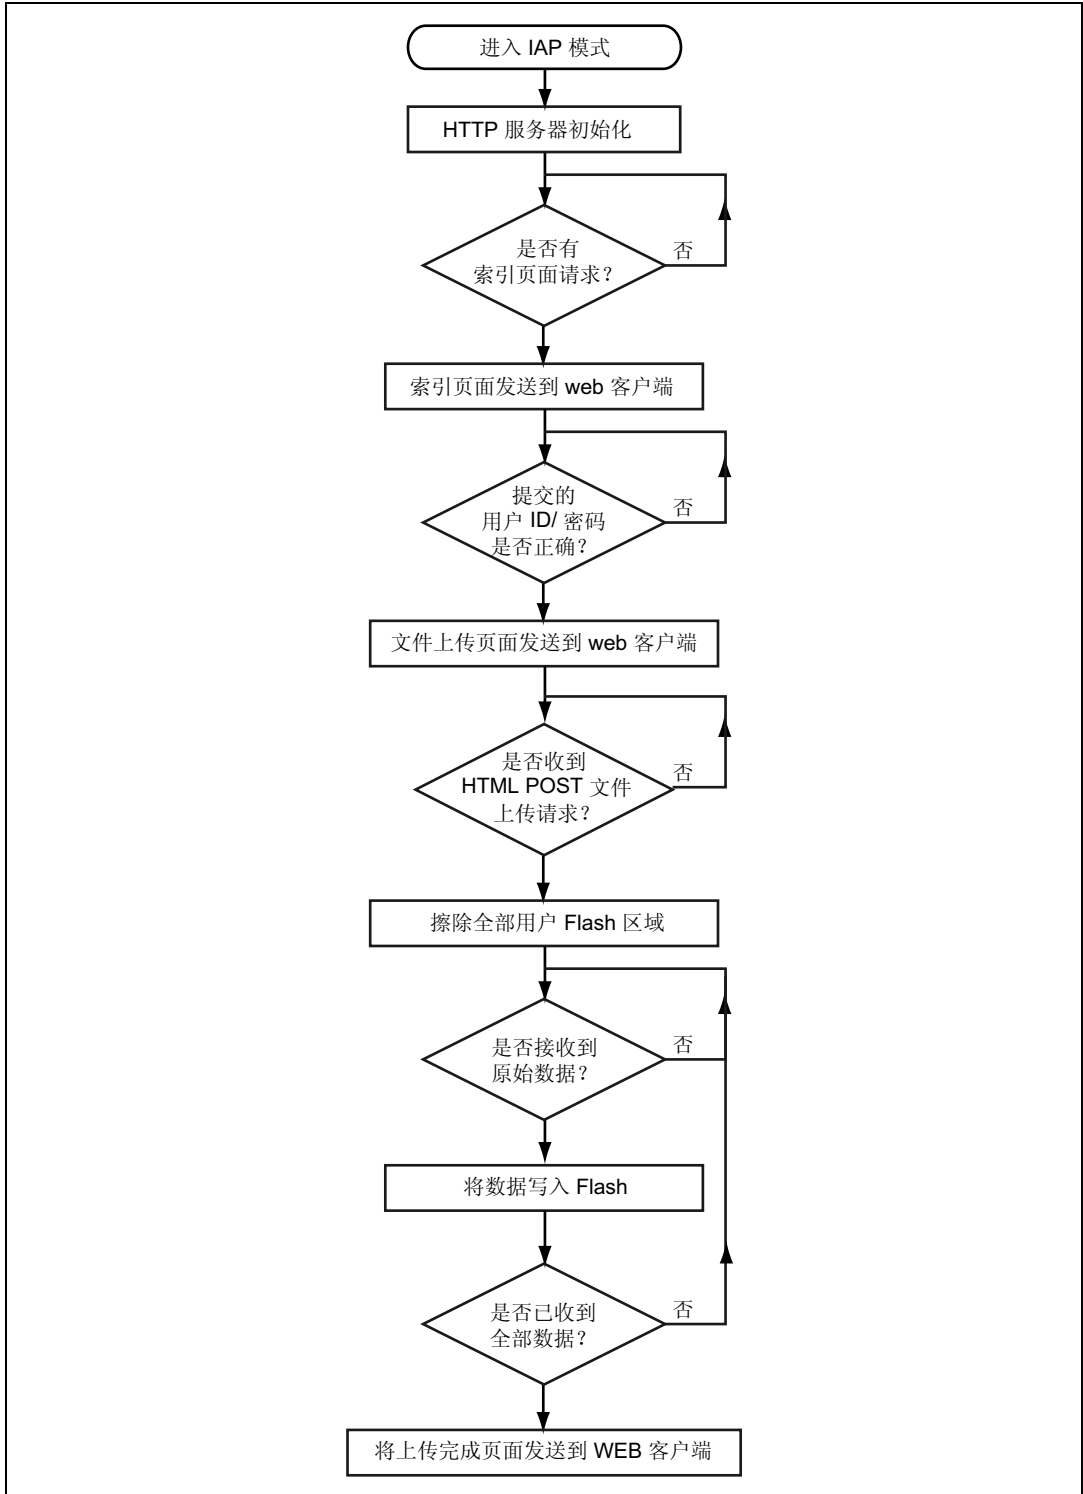 进入 IAP 模式
HTTP 服务器初始化
是否有
索引页面请求?
否
索引页面发送到 web 客户端
提交的
用户 ID/ 密码
是否正确?
否
文件上传页面发送到 web 客户端
是否收到
HTML POST 文件
上传请求?
否
擦除全部用户 Flash 区域
是否接收到
原始数据?
否
将数据写入 Flash
是否已收到
全部数据?
否
将上传完成页面发送到 WEB 客户端